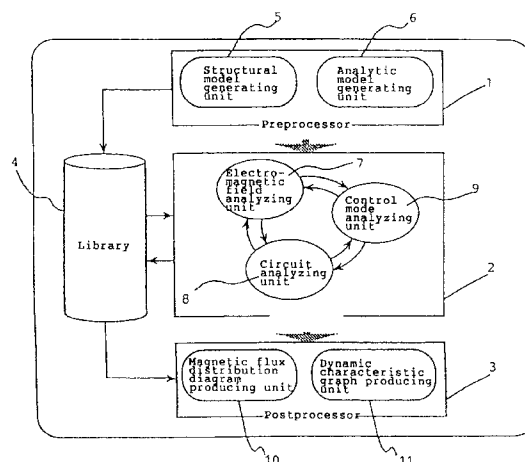 5
6
Structural
model
generating
unit
Analytic model
generating
unit
1
Preprocessor
4
7
Electro-
magnetic
field
analyzing
unit
9
Control
mode
analyzing
unit
Library
Circuit
analyzing
unit
8
2
Magnetic flux
distribution
diagram
producing unit
Dynamic
characteristic
graph producing
unit
3
Postprocessor
10
11